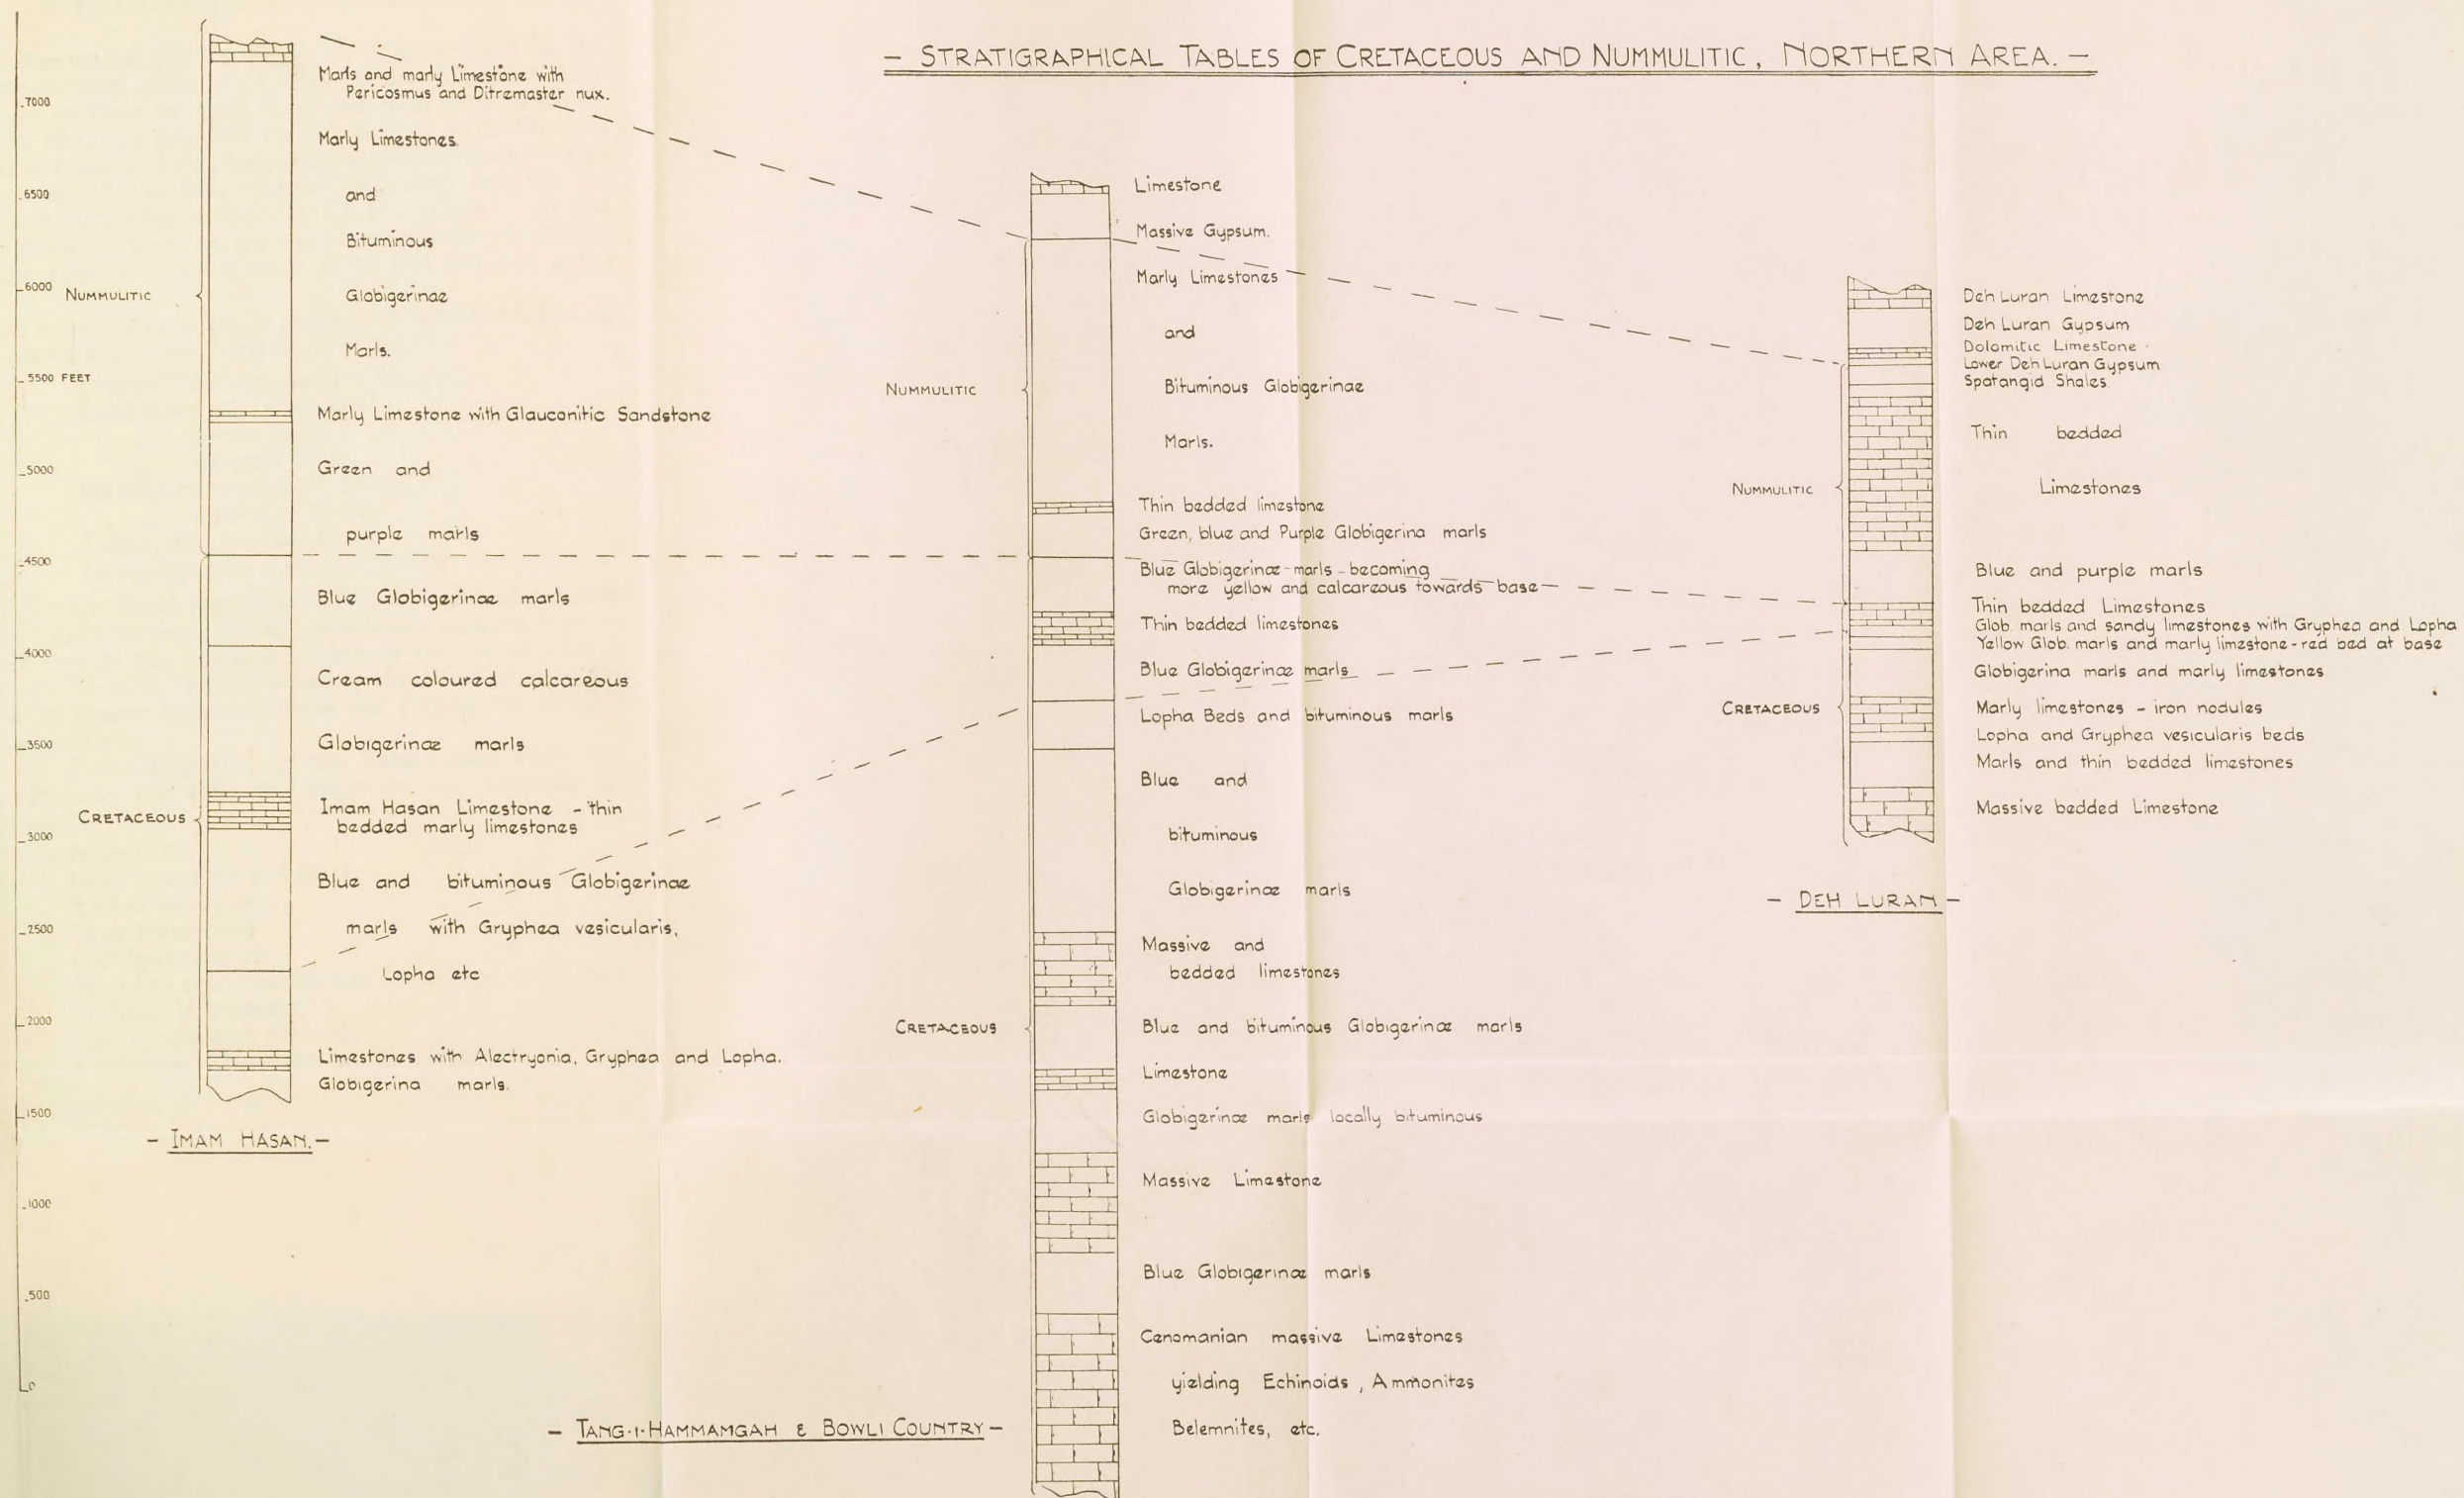 - STRATIGRAPHICAL TABLES OF CRETACEOUS AND NUMMULITIC, NORTHERN AREA. -
7000
6500
6000
5500 FEET
5000
4500
4000
3500
3000
2500
2000
1500
1000
500
0
NUMMULITIC
CRETACEOUS
Marls and marly Limestone with
Pericosmus and Ditremaster nux.
Marly Limestones.
and
Bituminous
Globigerinae
Marls.
Marly Limestone with Glauconitic Sandstone
Green and
purple marls
Blue Globigerinæ marls
Cream coloured calcareous
Globigerinæ marls
Imam Hasan Limestone - thin
bedded marly limestones
Blue and bituminous Globigerinae
marls with Gryphea vesicularis,
Lopha etc
Limestones with Alectryonia, Gryphea and Lopha.
Globigerina marls.
- IMAM HASAN. -
NUMMULITIC
CRETACEOUS
Limestone
Massive Gypsum.
Marly Limestones
and
Bituminous Globigerinae
Marls.
Thin bedded limestone
Green, blue and Purple Globigerina marls
Blue Globigerinæ - marls - becoming
more yellow and calcareous towards base
Thin bedded limestones
Blue Globigerinæ marls
Lopha Beds and bituminous marls
Blue and
bituminous
Globigerinæ marls
Massive and
bedded limestones
Blue and bituminous Globigerinæ marls
Limestone
Globigerinæ marls locally bituminous
Massive Limestone
Blue Globigerinæ marls
Cenomanian massive Limestones
yielding Echinoids, Ammonites
Belemnites, etc.
- TANG·I·HAMMAMGAH & BOWLI COUNTRY -
NUMMULITIC
CRETACEOUS
Deh Luran Limestone
Deh Luran Gypsum
Dolomitic Limestone
Lower Deh Luran Gypsum
Spatangid Shales
Thin bedded
Limestones
Blue and purple marls
Thin bedded Limestones
Glob. marls and sandy limestones with Gryphea and Lopha
Yellow Glob. marls and marly limestone - red bed at base
Globigerina marls and marly limestones
Marly limestones - iron nodules
Lopha and Gryphea vesicularis beds
Marls and thin bedded limestones
Massive bedded Limestone
- DEH LURAN -